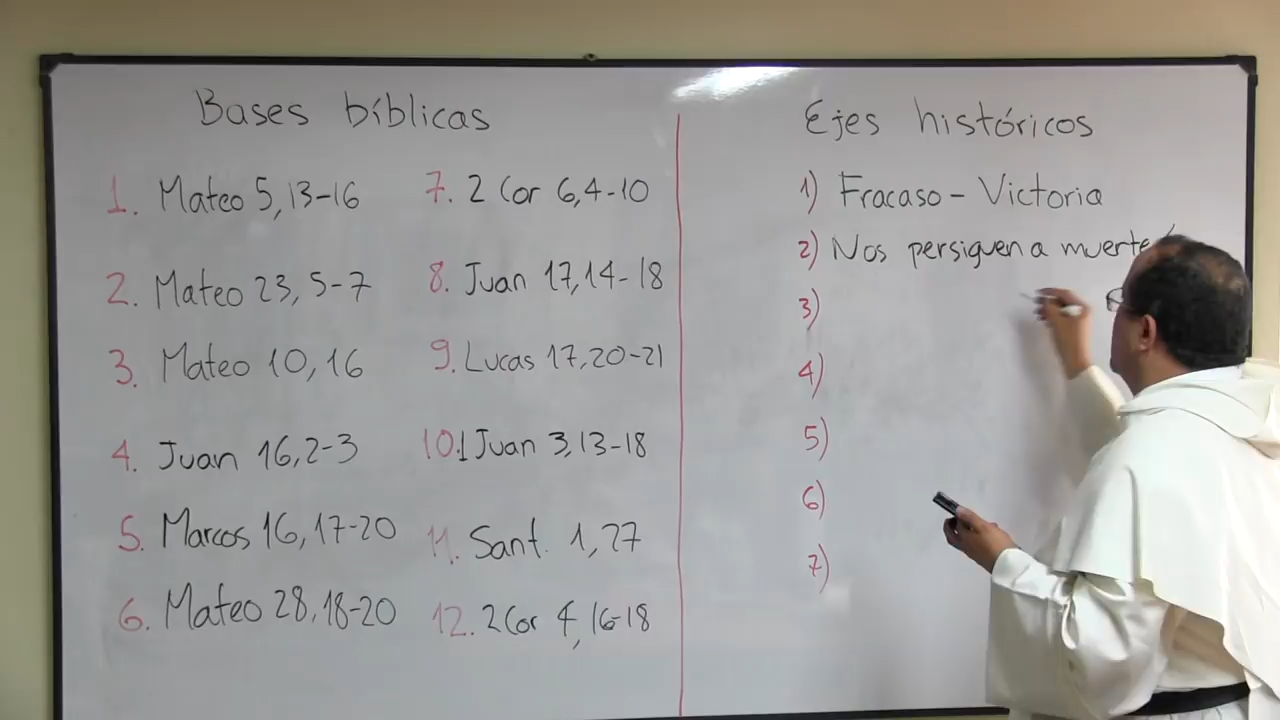 Bases bíblicas
1. Mateo 5,13-16
2. Mateo 23, 5-7
3. Mateo 10, 16
4. Juan 16,2-3
5. Marcos 16,17-20
6. Mateo 28,18-20
7. 2 Cor 6,4-10
8. Juan 17,14-18
9. Lucas 17,20-21
10. 1 Juan 3,13-18
11. Sant. 1,27
12. 2 Cor 4,16-18
Ejes históricos
1) Fracaso - Victoria
2) Nos persiguen a muerte
3)
4)
5)
6)
7)